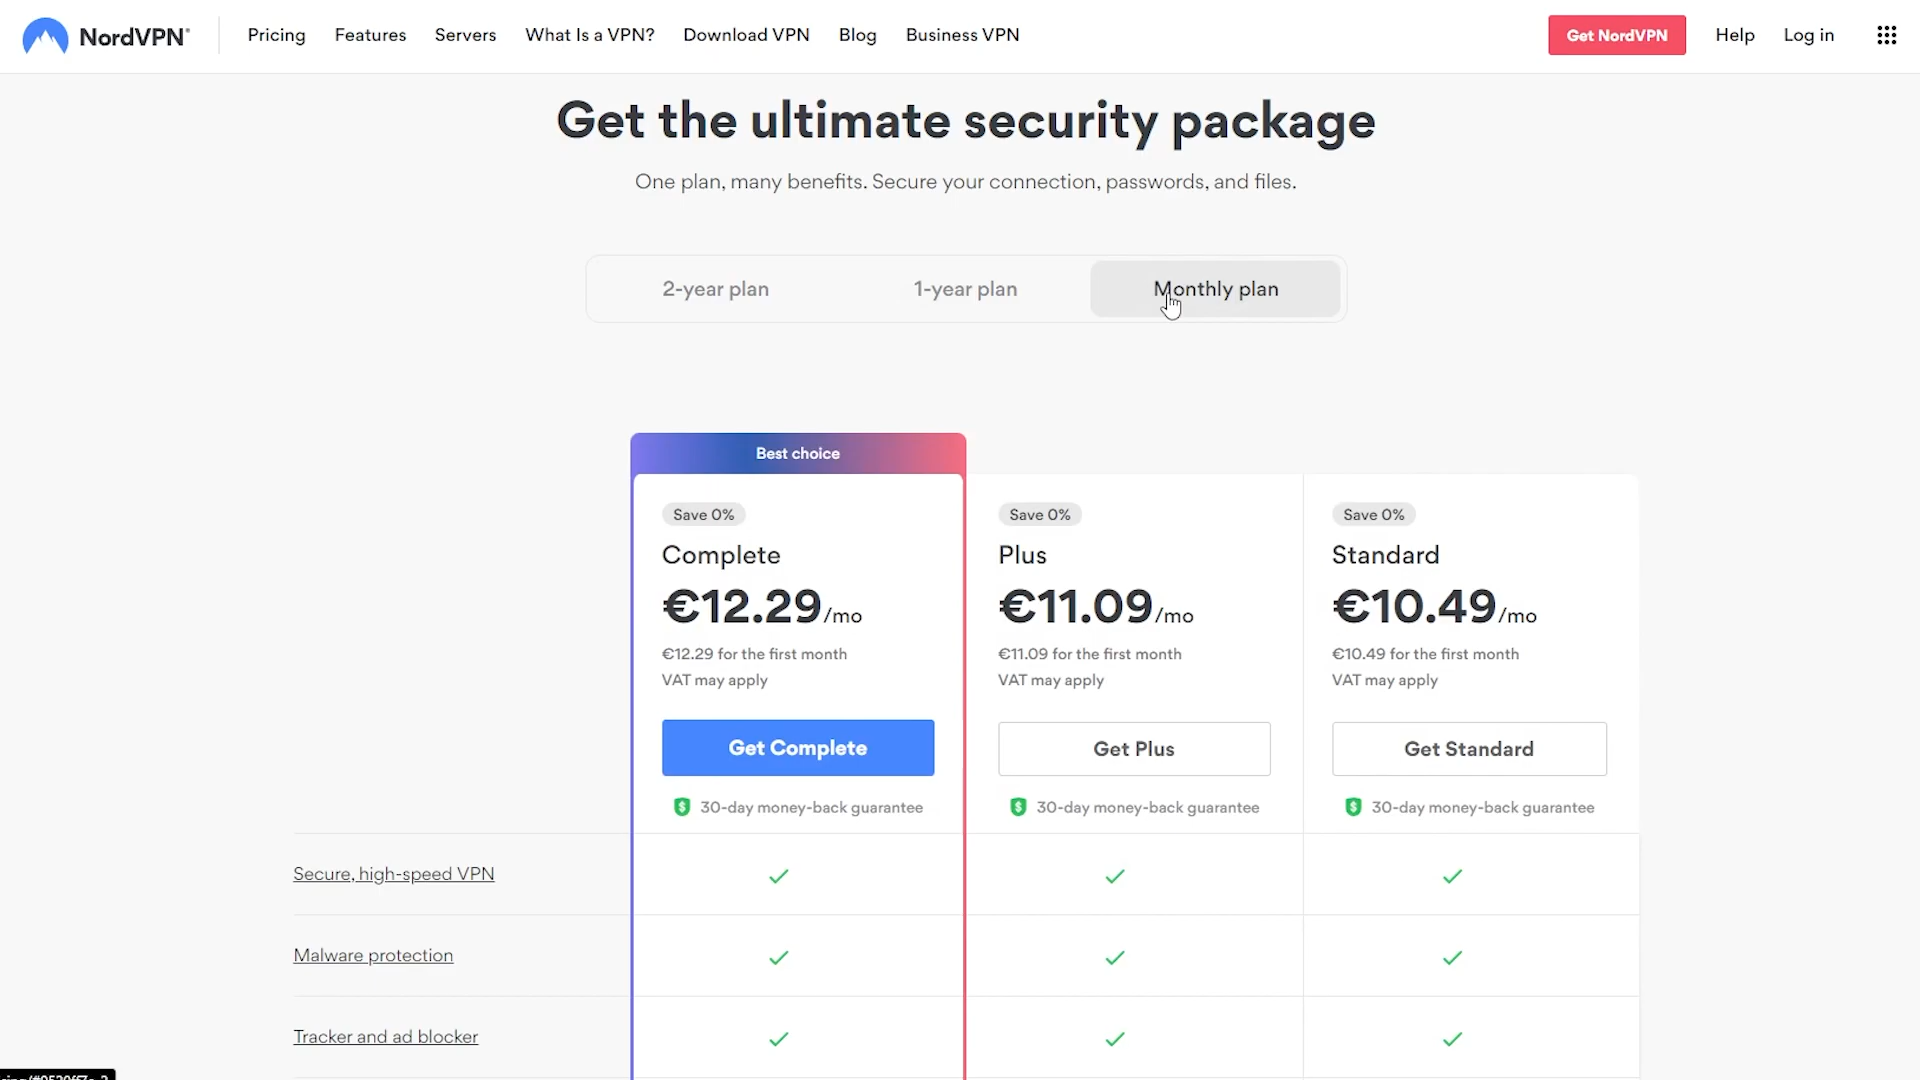 NordVPN®
Pricing
Features
Servers
What Is a VPN?
Download VPN
Blog
Business VPN
Get NordVPN
Help
Log in
Get the ultimate security package
One plan, many benefits. Secure your connection, passwords, and files.
2-year plan
1-year plan
Monthly plan
Best choice
Save 0%
Complete
€12.29/mo
€12.29 for the first month
VAT may apply
Get Complete
30-day money-back guarantee
Save 0%
Plus
€11.09/mo
€11.09 for the first month
VAT may apply
Get Plus
30-day money-back guarantee
Save 0%
Standard
€10.49/mo
€10.49 for the first month
VAT may apply
Get Standard
30-day money-back guarantee
Secure, high-speed VPN
Malware protection
Tracker and ad blocker